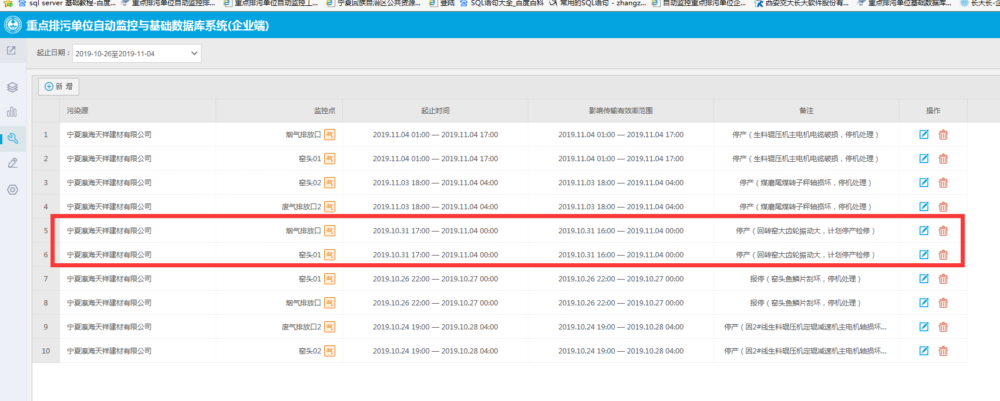 sql server 基础教程-百度... 重点排污单位自动监控排... 重点排污单位自动监控工... 宁夏回族自治区公共资源... 登陆 SQL语句大全_百度百科 常用的SQL语句 - zhangz... 自动监控重点排污单位企... 西安交大长天软件股份有... 重点排污单位基础数据库... 长天长-企
重点排污单位自动监控与基础数据库系统(企业端)
起止日期： 2019-10-26至2019-11-04
新 增
污染源 监控点 起止时间 影响传输有效率范围 备注 操作
1 宁夏瀛海天祥建材有限公司 烟气排放口 气 2019.11.04 01:00 — 2019.11.04 17:00 2019.11.04 01:00 — 2019.11.04 17:00 停产（生料辊压机主电机电缆破损，停机处理）
2 宁夏瀛海天祥建材有限公司 窑头01 气 2019.11.04 01:00 — 2019.11.04 17:00 2019.11.04 01:00 — 2019.11.04 17:00 停产（生料辊压机主电机电缆破损，停机处理）
3 宁夏瀛海天祥建材有限公司 窑头02 气 2019.11.03 18:00 — 2019.11.04 04:00 2019.11.03 18:00 — 2019.11.04 04:00 停产（煤磨尾煤转子秤轴损坏，停机处理）
4 宁夏瀛海天祥建材有限公司 废气排放口2 气 2019.11.03 18:00 — 2019.11.04 04:00 2019.11.03 18:00 — 2019.11.04 04:00 停产（煤磨尾煤转子秤轴损坏，停机处理）
5 宁夏瀛海天祥建材有限公司 烟气排放口 气 2019.10.31 17:00 — 2019.11.04 00:00 2019.10.31 16:00 — 2019.11.04 00:00 停产（回转窑大齿轮振动大，计划停产检修）
6 宁夏瀛海天祥建材有限公司 窑头01 气 2019.10.31 17:00 — 2019.11.04 00:00 2019.10.31 16:00 — 2019.11.04 00:00 停产（回转窑大齿轮振动大，计划停产检修）
7 宁夏瀛海天祥建材有限公司 窑头01 气 2019.10.26 22:00 — 2019.10.27 00:00 2019.10.26 22:00 — 2019.10.27 00:00 报停（窑头鱼鳞片刮坏，停机处理）
8 宁夏瀛海天祥建材有限公司 烟气排放口 气 2019.10.26 22:00 — 2019.10.27 00:00 2019.10.26 22:00 — 2019.10.27 00:00 报停（窑头鱼鳞片刮坏，停机处理）
9 宁夏瀛海天祥建材有限公司 废气排放口2 气 2019.10.24 19:00 — 2019.10.28 04:00 2019.10.24 19:00 — 2019.10.28 04:00 停产（因2#线生料辊压机定辊减速机主电机轴损坏...
10 宁夏瀛海天祥建材有限公司 窑头02 气 2019.10.24 19:00 — 2019.10.28 04:00 2019.10.24 19:00 — 2019.10.28 04:00 停产（因2#线生料辊压机定辊减速机主电机轴损坏...